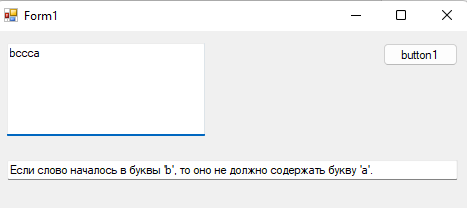 Form1
bccca
button1
Если слово началось в буквы 'b', то оно не должно содержать букву 'a'.